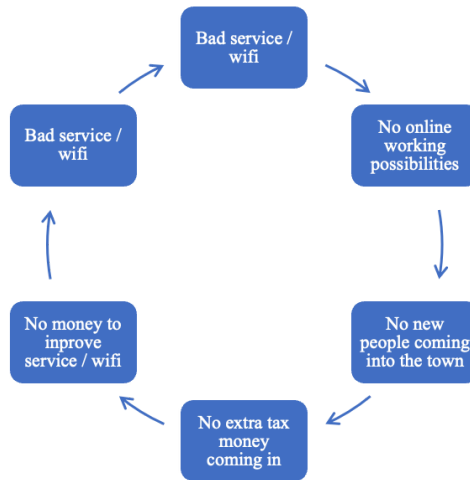 Bad service /
wifi
No online
working
possibilities
No new
people coming
into the town
No extra tax
money
coming in
No money to
inprove
service / wifi
Bad service /
wifi